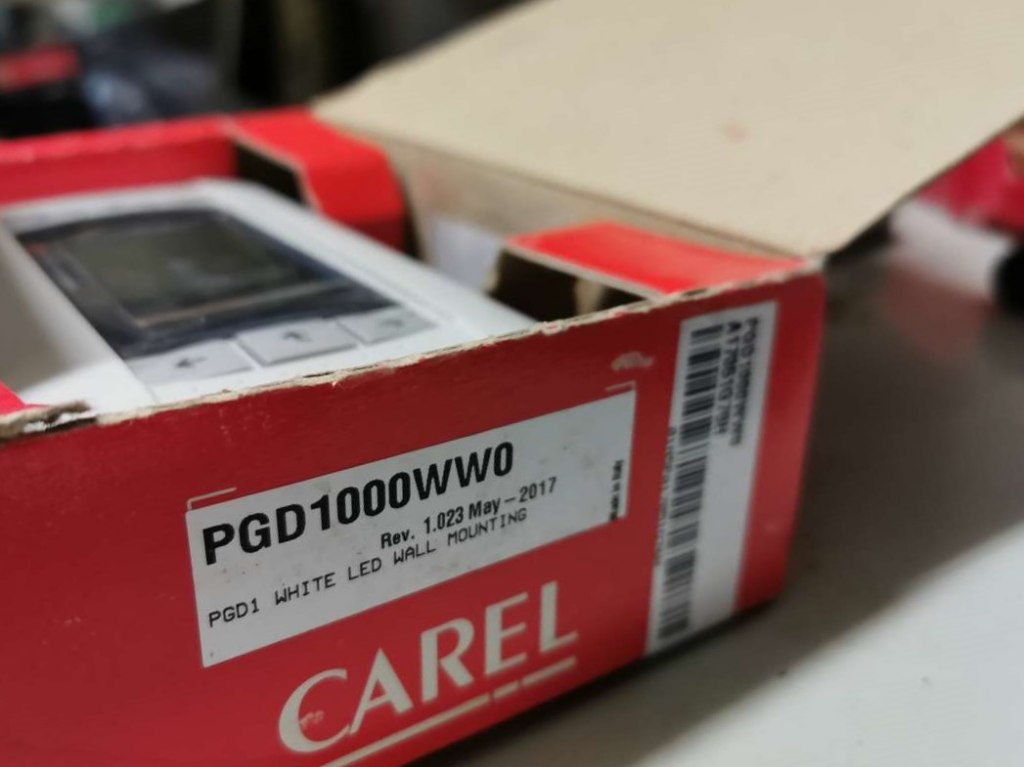 PGD1000WW0
Rev. 1.023 May – 2017
PGD1 WHITE LED WALL MOUNTING
CAREL